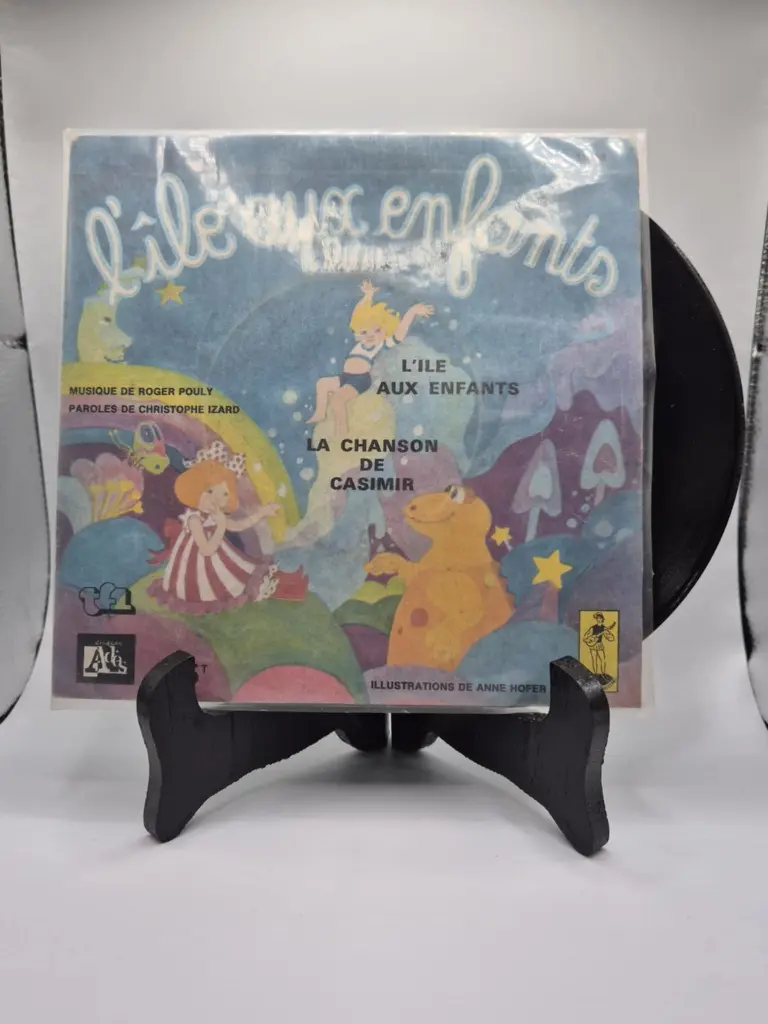 l'île aux enfants
L'ILE
AUX ENFANTS
MUSIQUE DE ROGER POULY
PAROLES DE CHRISTOPHE IZARD
LA CHANSON
DE
CASIMIR
tf1
Adès
ILLUSTRATIONS DE ANNE HOFER